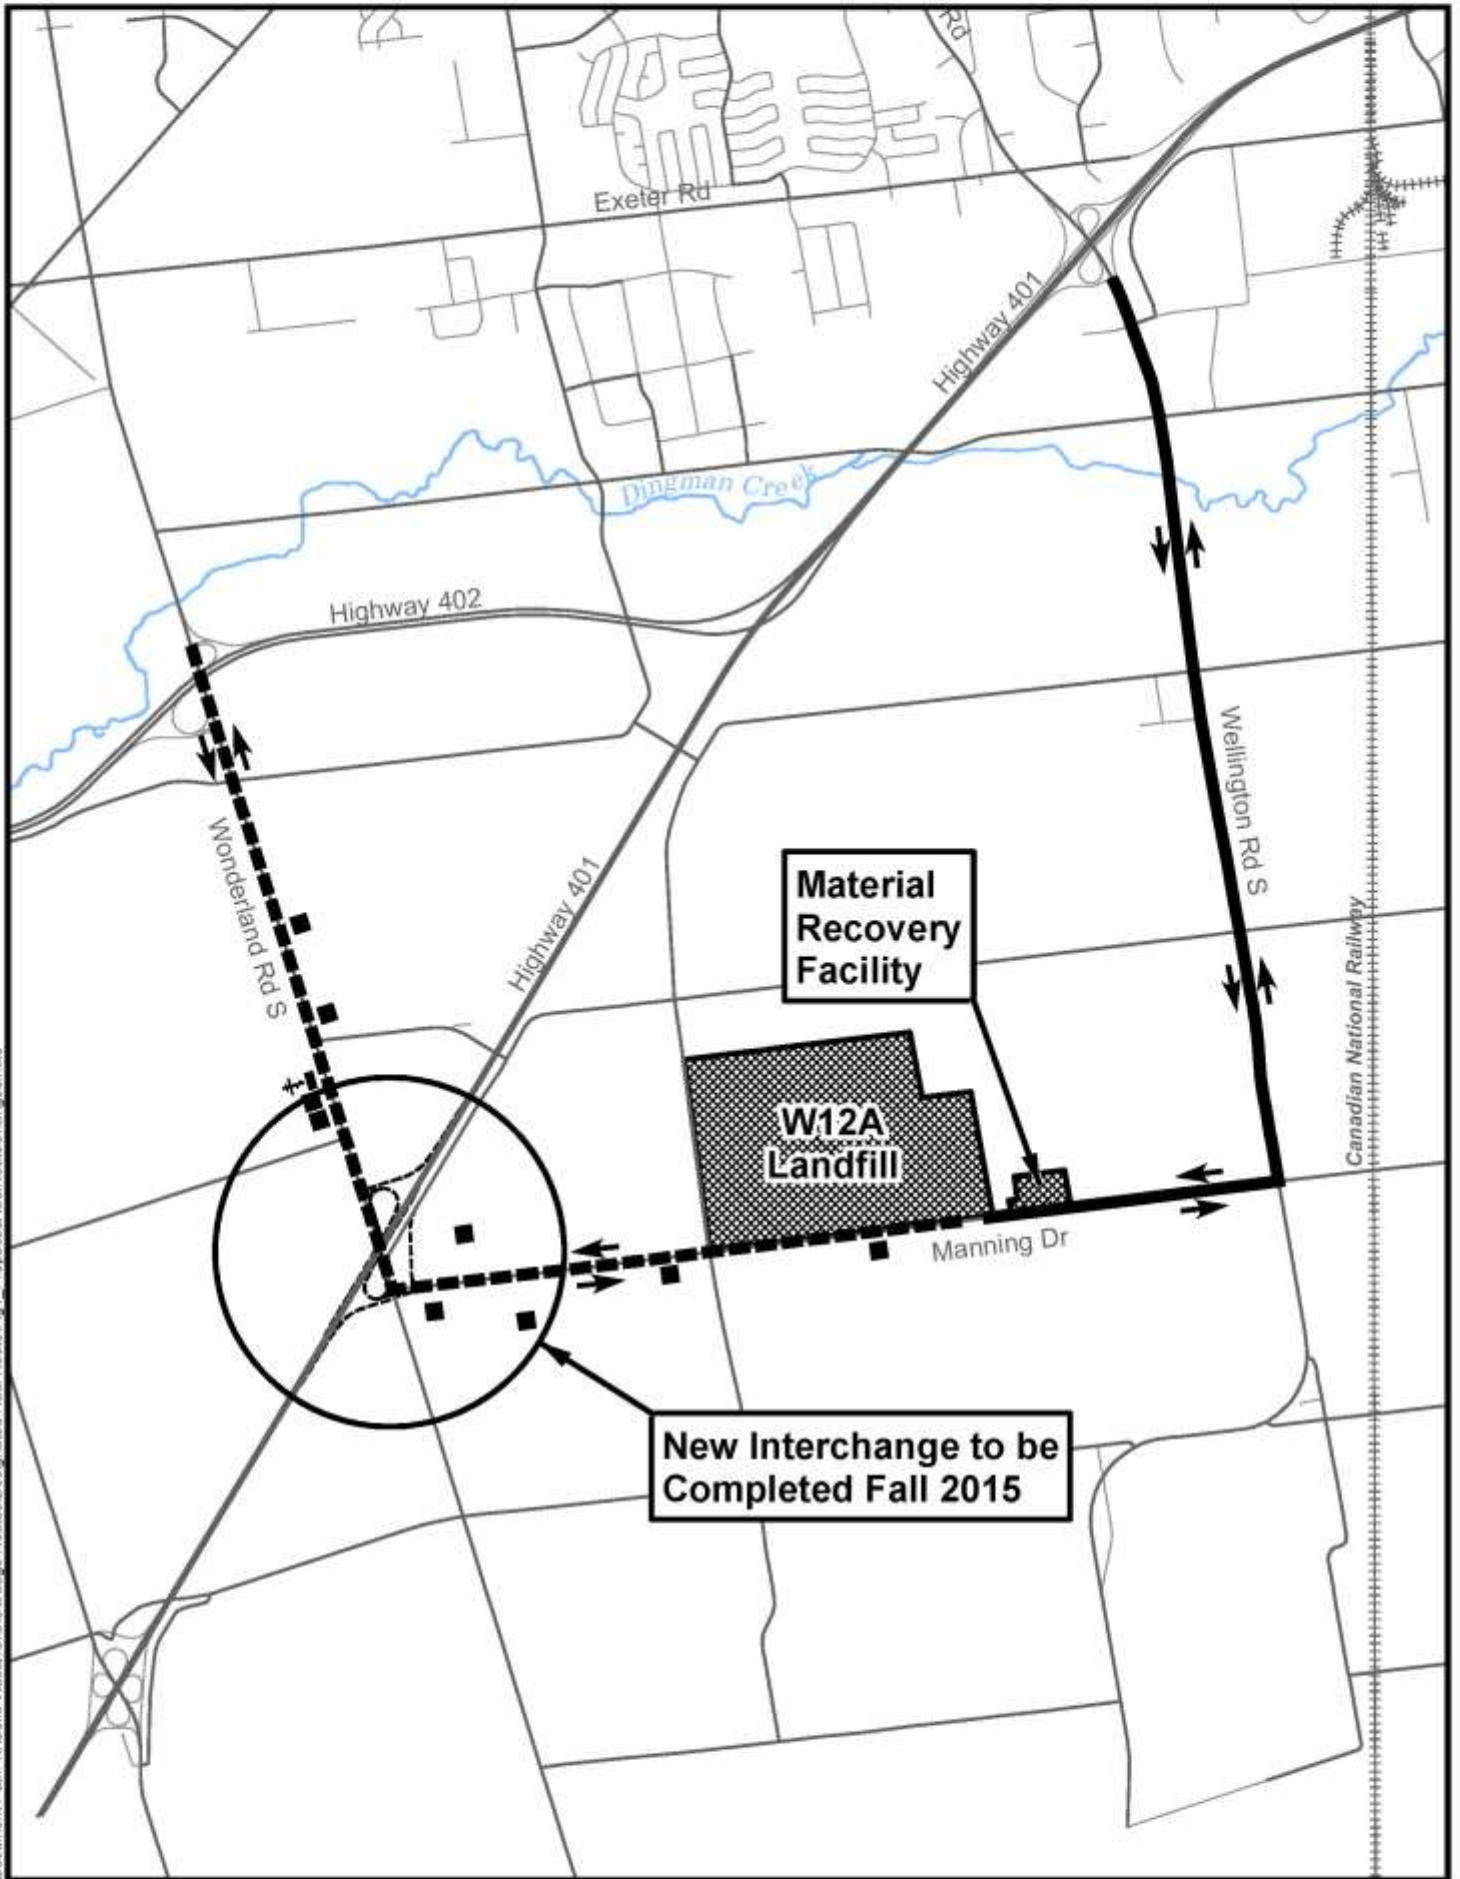 Rd
Exeter Rd
Highway 401
Dingman Creek
Highway 402
Wellington Rd S
Wonderland Rd S
Highway 401
Material
Recovery
Facility
Canadian National Railway
W12A
Landfill
Manning Dr
New Interchange to be
Completed Fall 2015